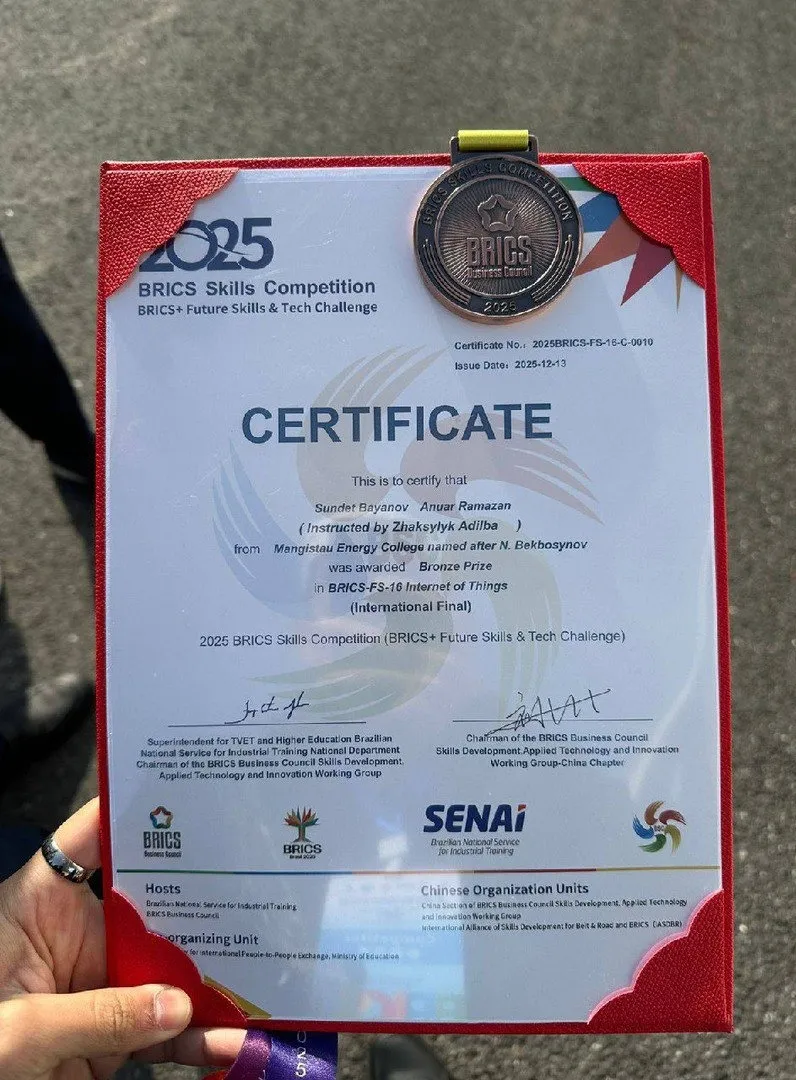 2025
BRICS Skills Competition
BRICS+ Future Skills & Tech Challenge
BRICS SKILLS COMPETITION
BRICS
Business Council
2025
Certificate No.: 2025BRICS-FS-16-C-0010
Issue Date: 2025-12-13
CERTIFICATE
This is to certify that
Sundet Bayanov Anuar Ramazan
( Instructed by Zhaksylyk Adilba )
from Mangistau Energy College named after N. Bekbosynov
was awarded Bronze Prize
in BRICS-FS-16 Internet of Things
(International Final)
2025 BRICS Skills Competition (BRICS+ Future Skills & Tech Challenge)
Superintendent for TVET and Higher Education Brazilian
National Service for Industrial Training National Department
Chairman of the BRICS Business Council Skills Development,
Applied Technology and Innovation Working Group
Chairman of the BRICS Business Council
Skills Development,Applied Technology and Innovation
Working Group-China Chapter
BRICS
Business Council
BRICS
Brasil 2025
SENAI
Brazilian National Service
for Industrial Training
Hosts
Brazilian National Service for Industrial Training
BRICS Business Council
organizing Unit
for International People-to-People Exchange, Ministry of Education
Chinese Organization Units
China Section of BRICS Business Council Skills Development, Applied Technology
and Innovation Working Group
International Alliance of Skills Development for Belt & Road and BRICS (IASDBR)
025